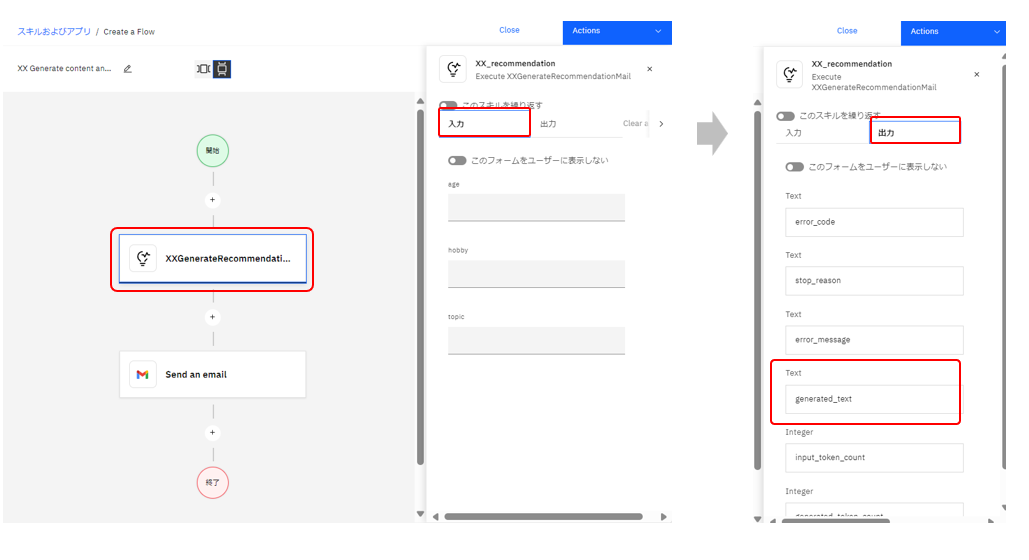 スキルおよびアプリ / Create a Flow
Close
Actions
XX Generate content an...
開始
XXGenerateRecommendati...
Send an email
終了
XX_recommendation
Execute XXGenerateRecommendationMail
このスキルを繰り返す
入力
出力
Clear a
このフォームをユーザーに表示しない
age
hobby
topic
Close
Actions
XX_recommendation
Execute
XXGenerateRecommendationMail
このスキルを繰り返す
入力
出力
このフォームをユーザーに表示しない
Text
error_code
Text
stop_reason
Text
error_message
Text
generated_text
Integer
input_token_count
Integer
generated_token_count